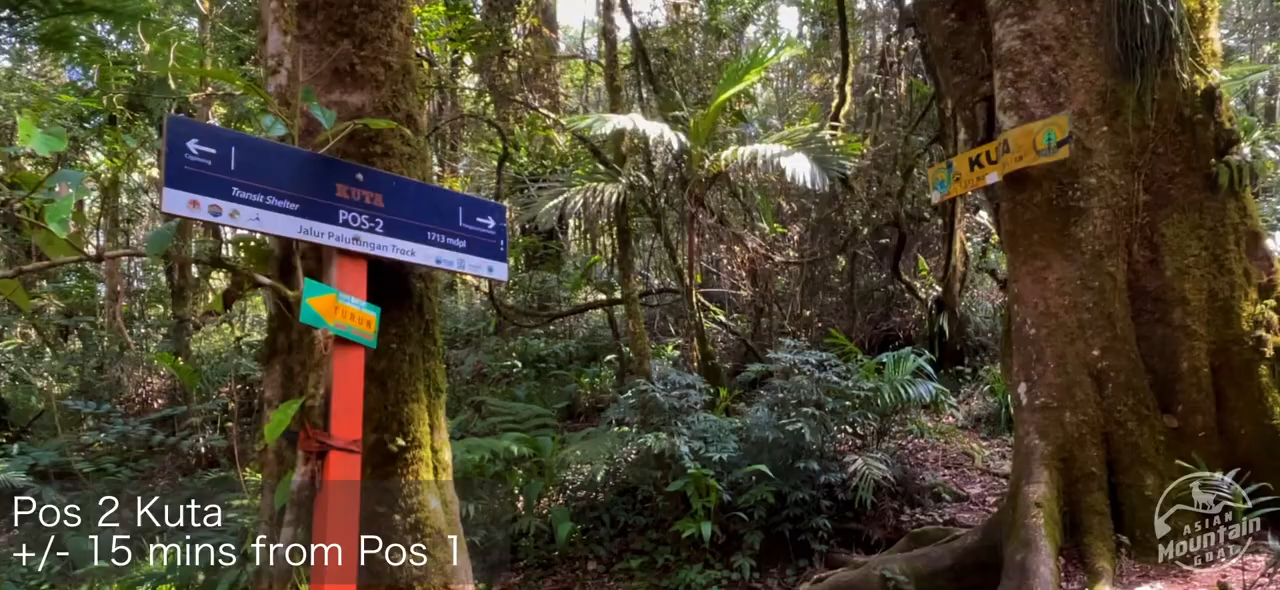 KUTA
Transit Shelter
POS-2
1713 mdpl
Jalur Palutungan Track
TURUN
KUTA
Pos 2 Kuta
+/- 15 mins from Pos 1
ASIAN
Mountain
GOAT